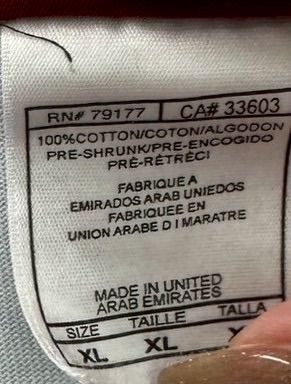 RN# 79177 CA# 33603
100%COTTON/COTON/ALGODON
PRE-SHRUNK/PRE-ENCOGIDO
PRÉ-RÉTRÉCI
FABRIQUE A
EMIRADOS ARAB UNIEDOS
FABRIQUEE EN
UNION ARABE D I MARATRE
MADE IN UNITED
ARAB EMIRATES
SIZE TAILLE TALLA
XL XL